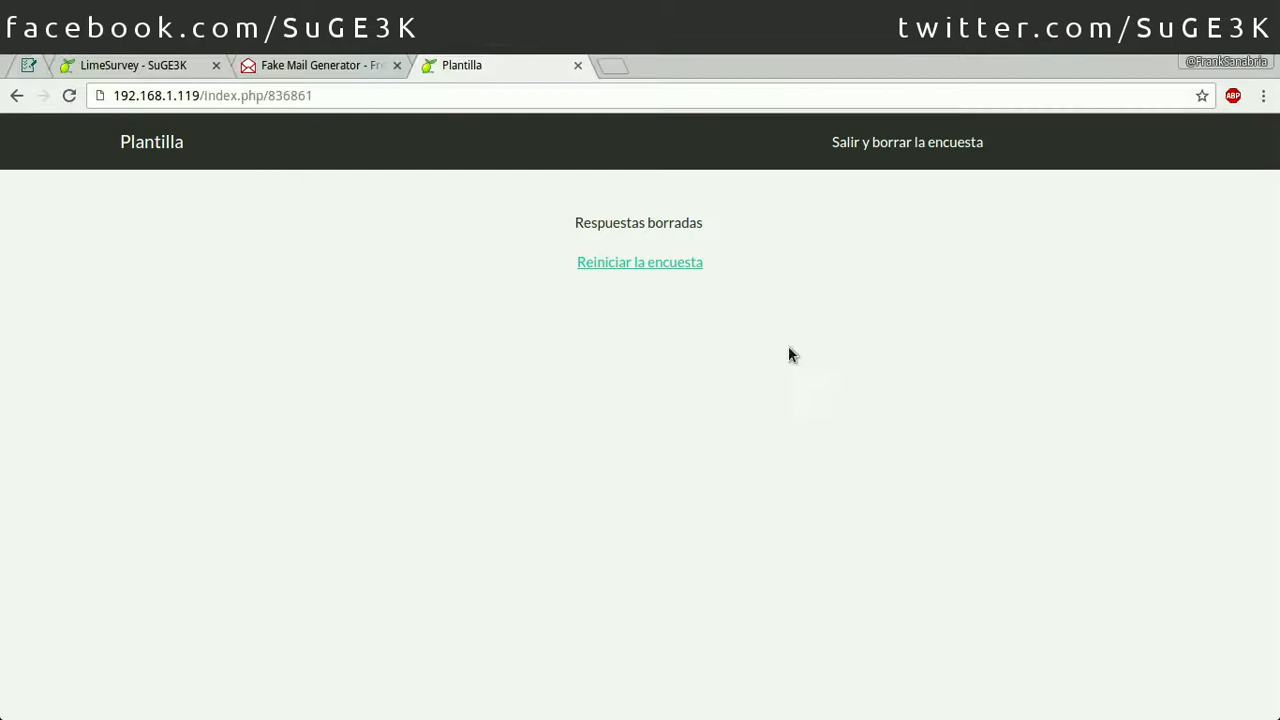 facebook.com/SuGE3K
twitter.com/SuGE3K
LimeSurvey - SuGE3K
Fake Mail Generator - Fr
Plantilla
@FrankSanabria
192.168.1.119/index.php/836861
ABP
Plantilla
Salir y borrar la encuesta
Respuestas borradas
Reiniciar la encuesta